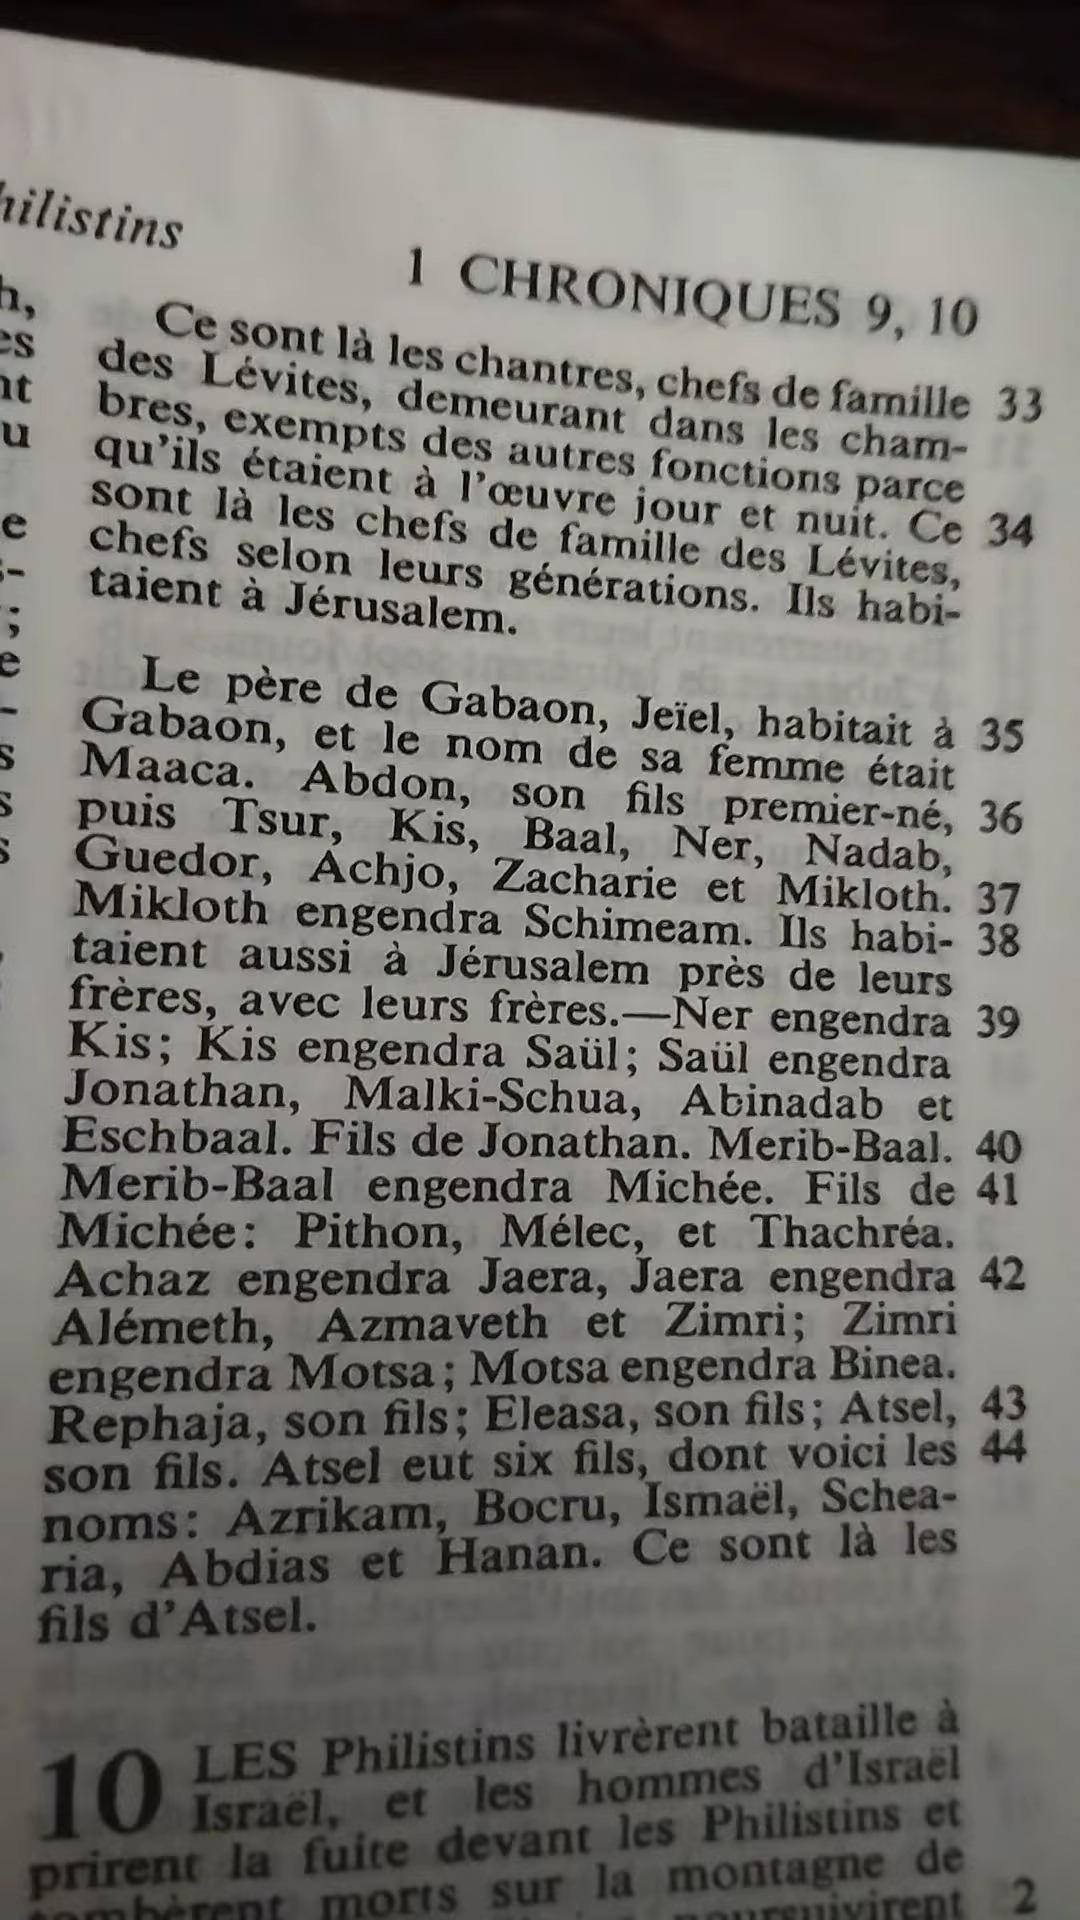 hilistins
1 CHRONIQUES 9, 10
h,
es
nt
u
e
s-
;
e
-
s
s
s
Ce sont là les chantres, chefs de famille 33
des Lévites, demeurant dans les cham-
bres, exempts des autres fonctions parce
qu'ils étaient à l'œuvre jour et nuit. Ce 34
sont là les chefs de famille des Lévites,
chefs selon leurs générations. Ils habi-
taient à Jérusalem.
Le père de Gabaon, Jeïel, habitait à 35
Gabaon, et le nom de sa femme était
Maaca. Abdon, son fils premier-né, 36
puis Tsur, Kis, Baal, Ner, Nadab,
Guedor, Achjo, Zacharie et Mikloth. 37
Mikloth engendra Schimeam. Ils habi- 38
taient aussi à Jérusalem près de leurs
frères, avec leurs frères.—Ner engendra 39
Kis; Kis engendra Saül; Saül engendra
Jonathan, Malki-Schua, Abinadab et
Eschbaal. Fils de Jonathan. Merib-Baal. 40
Merib-Baal engendra Michée. Fils de 41
Michée: Pithon, Mélec, et Thachréa.
Achaz engendra Jaera, Jaera engendra 42
Alémeth, Azmaveth et Zimri; Zimri
engendra Motsa; Motsa engendra Binea.
Rephaja, son fils; Eleasa, son fils; Atsel, 43
son fils. Atsel eut six fils, dont voici les 44
noms: Azrikam, Bocru, Ismaël, Schea-
ria, Abdias et Hanan. Ce sont là les
fils d'Atsel.
10 LES Philistins livrèrent bataille à
Israël, et les hommes d'Israël
prirent la fuite devant les Philistins et
tombèrent morts sur la montagne de
poursuivirent 2